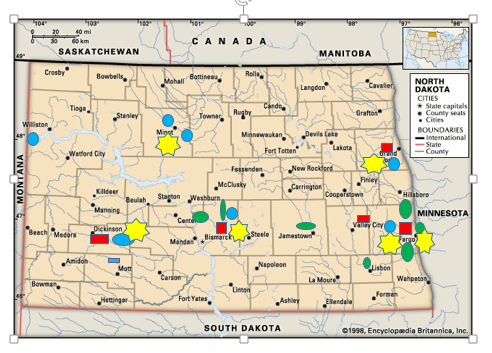 104° 103° 102° 101° 100° 99° 98° 97° 96°
0 20 40 mi
0 30 60 km
CANADA
SASKATCHEWAN
MANITOBA
49°
Crosby
Bowbells
Mohall
Bottineau
Rolla
Langdon
Cavalier
NORTH
DAKOTA
CITIES
State capitals
County seats
Cities
BOUNDARIES
International
State
County
Tioga
Stanley
Minot
Towner
Rugby
Cando
Grafton
Williston
Minnewaukan
Devils Lake
48°
Lakota
Grand
Watford City
Fort Totten
Fessenden
New Rockford
Finley
McClusky
Killdeer
Stanton
Washburn
Carrington
Cooperstown
Hillsboro
Manning
Beulah
47°
Center
MONTANA
MINNESOTA
Beach
Medora
Dickinson
Mandan
Bismarck
Steele
Jamestown
Valley City
Fargo
Amidon
Mott
Napoleon
Lisbon
Carson
La Moure
Wahpeton
Bowman
Linton
Forman
Hettinger
Fort Yates
Ashley
Ellendale
46°
SOUTH DAKOTA
©1998, Encyclopædia Britannica, Inc.